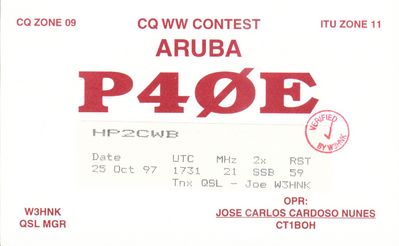 CQ ZONE 09
CQ WW CONTEST
ITU ZONE 11
ARUBA
P4ØE
HP2CWB
VERIFIED
BY W3HNK
Date UTC MHz 2x RST
25 Oct 97 1731 21 SSB 59
Tnx QSL - Joe W3HNK
W3HNK
QSL MGR
OPR:
JOSE CARLOS CARDOSO NUNES
CT1BOH